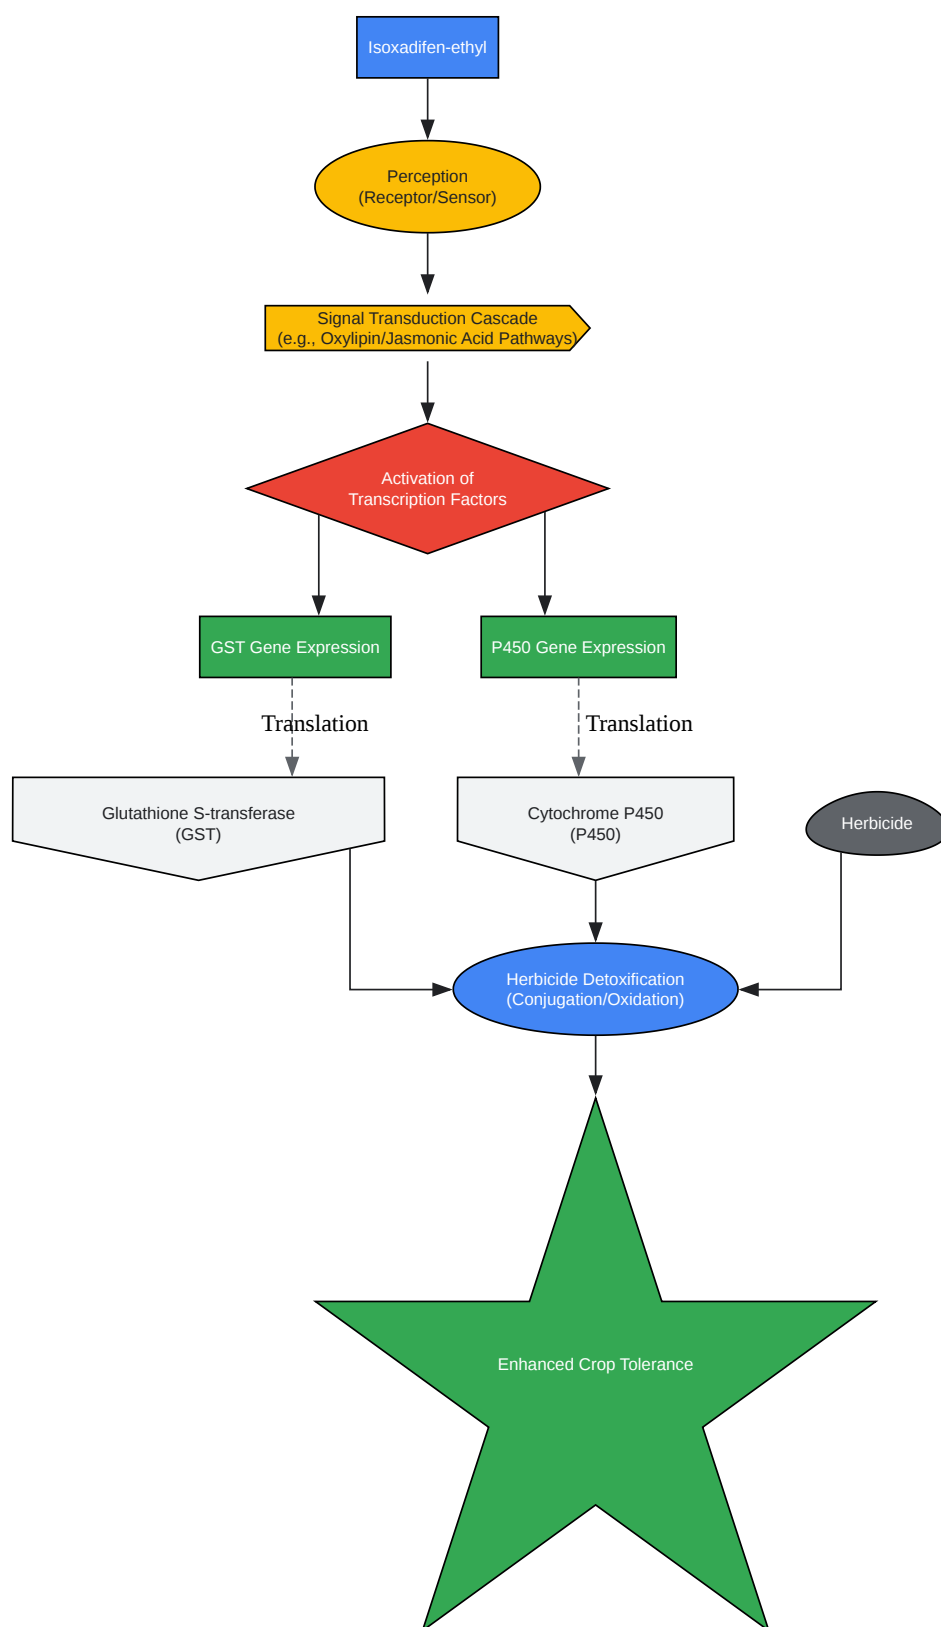 Isoxadifen-ethyl
Perception
(Receptor/Sensor)
Signal Transduction Cascade
(e.g., Oxylipin/Jasmonic Acid Pathways)
Activation of
Transcription Factors
GST Gene Expression
P450 Gene Expression
Translation
Translation
Glutathione S-transferase
(GST)
Cytochrome P450
(P450)
Herbicide
Herbicide Detoxification
(Conjugation/Oxidation)
Enhanced Crop Tolerance